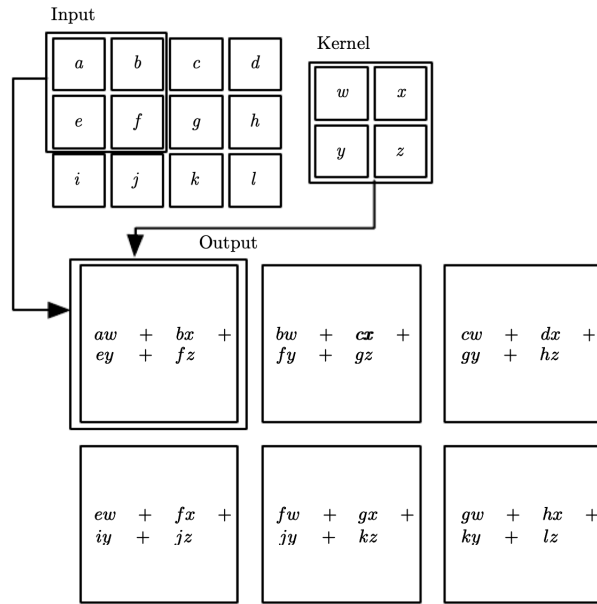 Input
Kernel
a b c d
e f g h
i j k l
w x
y z
Output
aw + bx +
ey + fz
bw + cx +
fy + gz
cw + dx +
gy + hz
ew + fx +
iy + jz
fw + gx +
jy + kz
gw + hx +
ky + lz